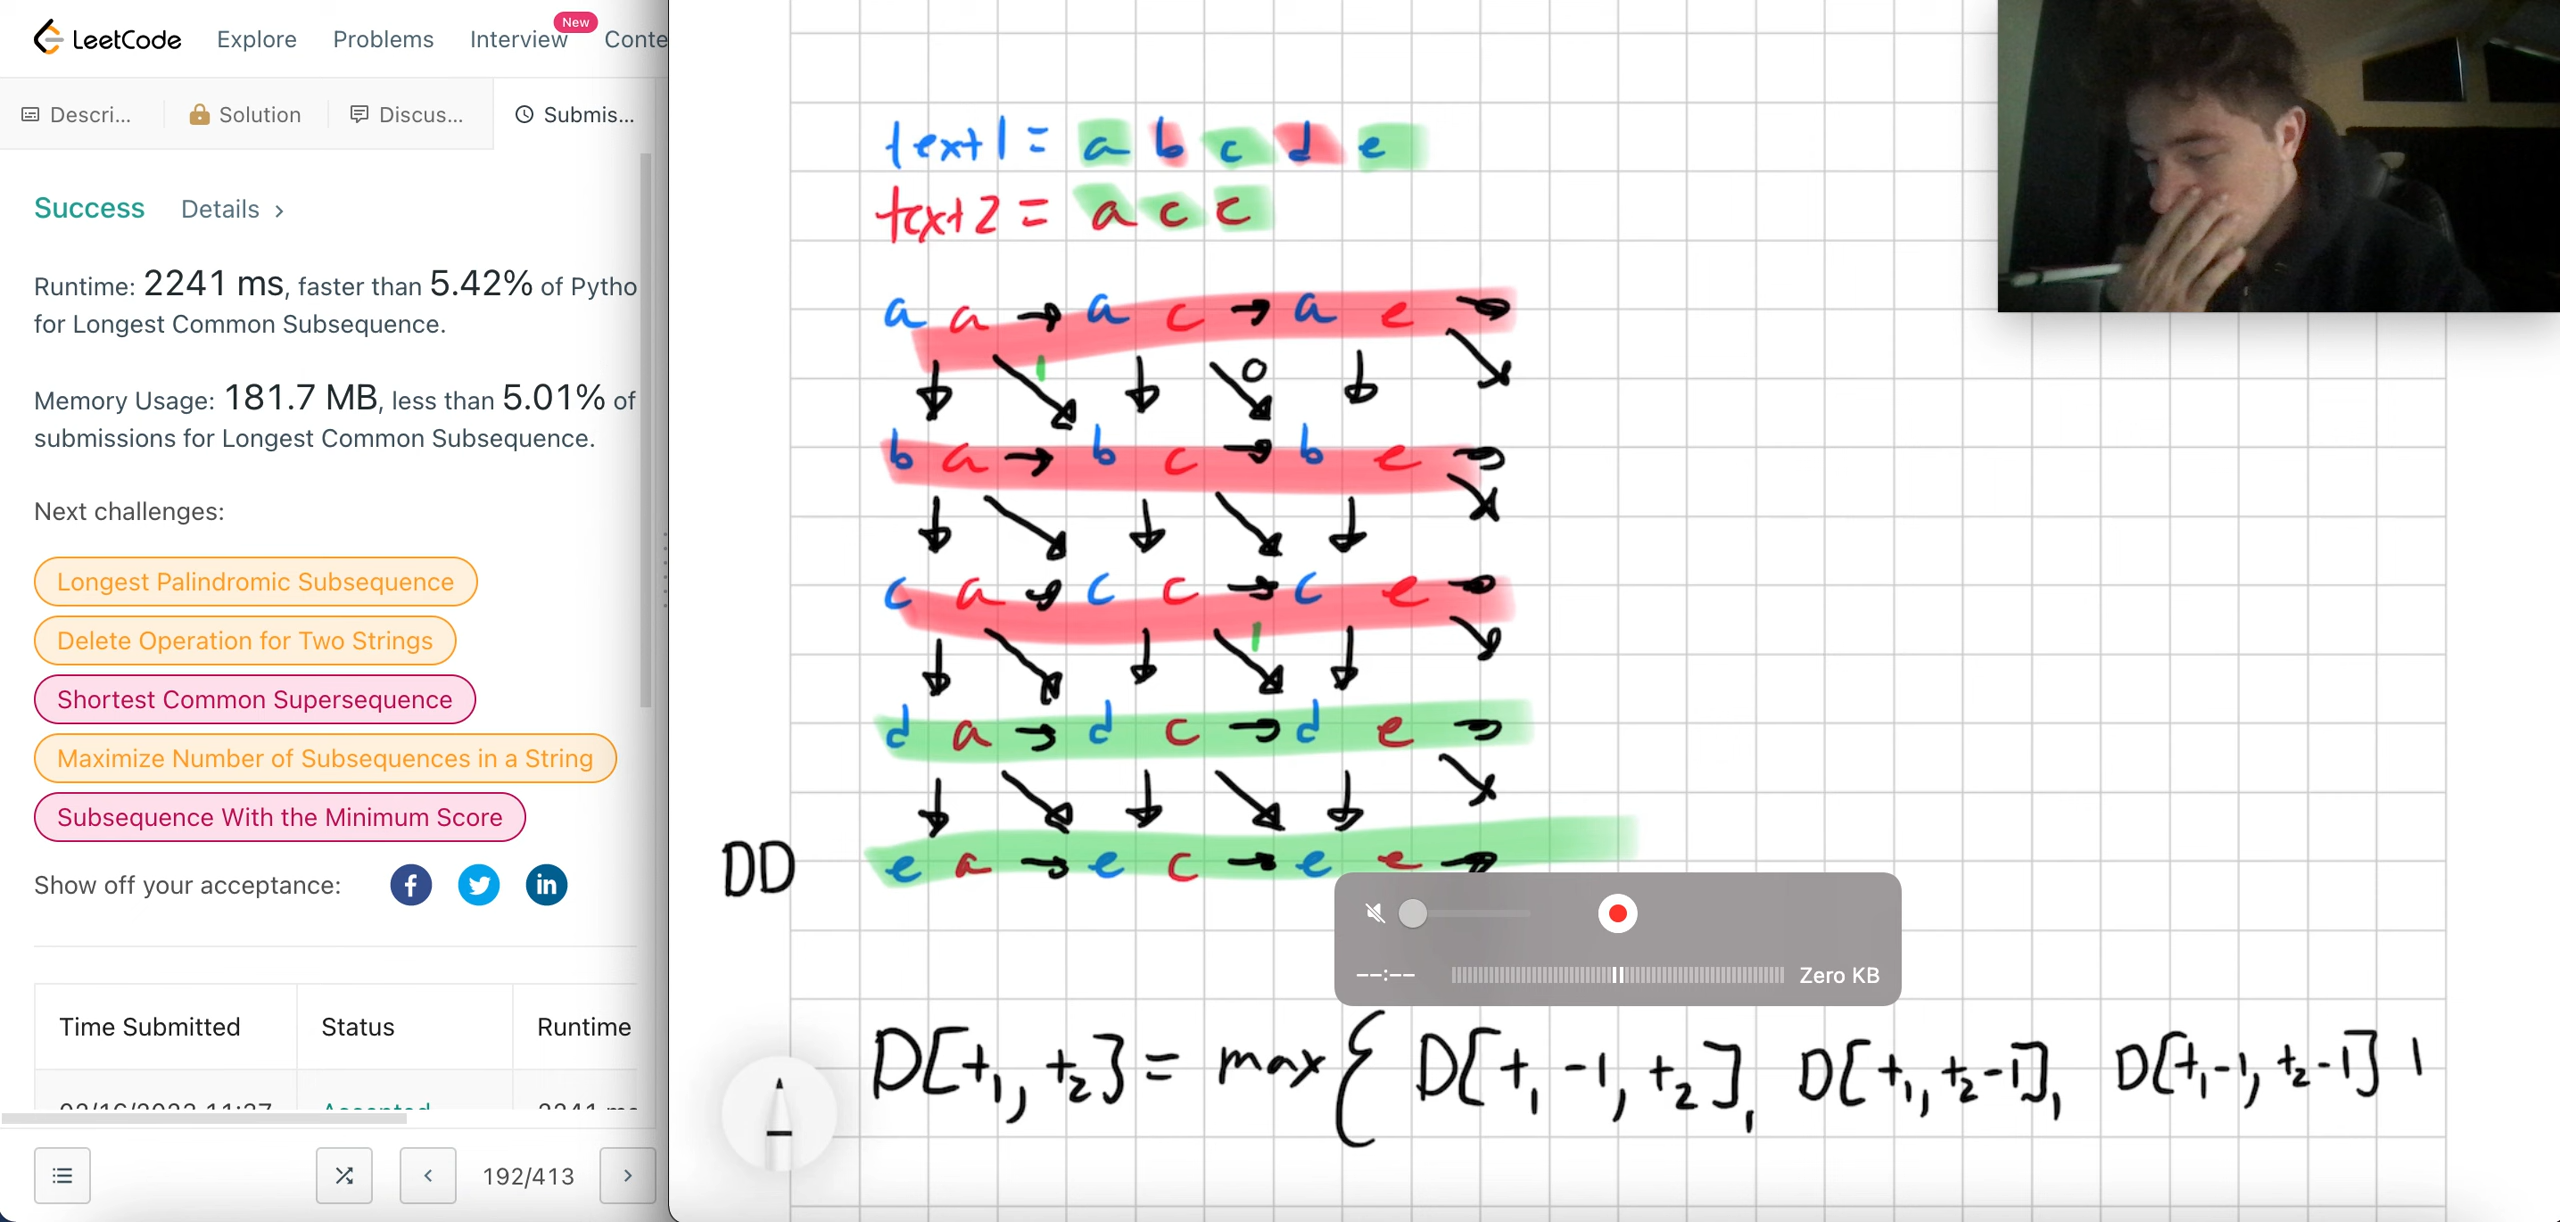 LeetCode Explore Problems Interview New Conte
Descri... Solution Discus... Submis...
Success Details
Runtime: 2241 ms, faster than 5.42% of Pytho
for Longest Common Subsequence.
Memory Usage: 181.7 MB, less than 5.01% of
submissions for Longest Common Subsequence.
Next challenges:
Longest Palindromic Subsequence
Delete Operation for Two Strings
Shortest Common Supersequence
Maximize Number of Subsequences in a String
Subsequence With the Minimum Score
Show off your acceptance:
Time Submitted Status Runtime
192/413
text1 = a b c d e
text2 = a c e
a a → a c → a e →
1 0
b a → b c → b e →
c a → c c → c e →
1
d a → d c → d e →
DD e a → e c → e e →
--:-- Zero KB
D[t1, t2] = max{ D[t1-1, t2], D[t1, t2-1], D[t1-1, t2-1] 1